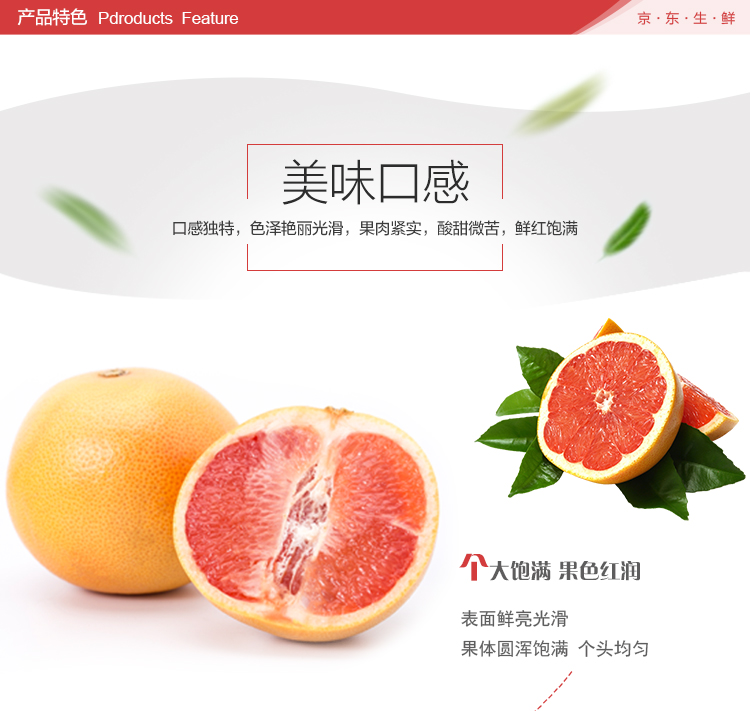 产品特色 Pdroducts Feature
京·东·生·鲜
美味口感
口感独特，色泽艳丽光滑，果肉紧实，酸甜微苦，鲜红饱满
个大饱满 果色红润
表面鲜亮光滑
果体圆浑饱满 个头均匀